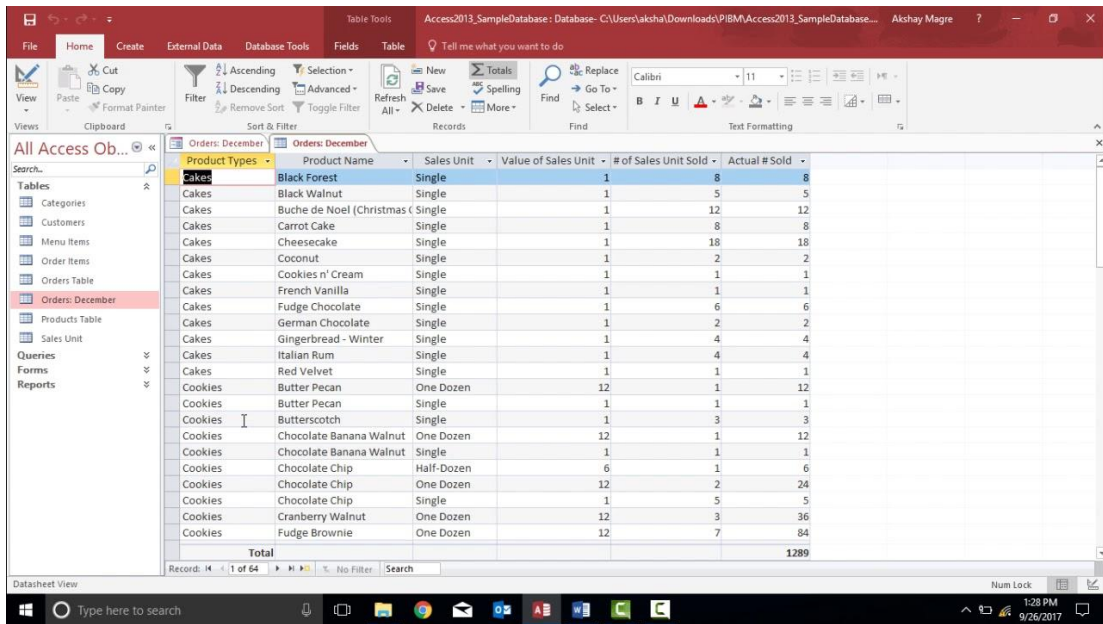 Table Tools Access2013_SampleDatabase : Database- C:\Users\aksha\Downloads\PIBM\Access2013_SampleDatabase.... Akshay Magre ?
File Home Create External Data Database Tools Fields Table Tell me what you want to do
View
Views
Paste
Cut
Copy
Format Painter
Clipboard
Filter
Ascending
Descending
Remove Sort
Selection
Advanced
Toggle Filter
Sort & Filter
Refresh
All
New
Save
Delete
Totals
Spelling
More
Records
Find
Replace
Go To
Select
Find
Calibri 11
B I U A
Text Formatting
All Access Ob...
Search...
Tables
Categories
Customers
Menu Items
Order Items
Orders Table
Orders: December
Products Table
Sales Unit
Queries
Forms
Reports
Orders: December Orders: December
Product Types Product Name Sales Unit Value of Sales Unit # of Sales Unit Sold Actual # Sold
Cakes Black Forest Single 1 8 8
Cakes Black Walnut Single 1 5 5
Cakes Buche de Noel (Christmas Single 1 12 12
Cakes Carrot Cake Single 1 8 8
Cakes Cheesecake Single 1 18 18
Cakes Coconut Single 1 2 2
Cakes Cookies n' Cream Single 1 1 1
Cakes French Vanilla Single 1 1 1
Cakes Fudge Chocolate Single 1 6 6
Cakes German Chocolate Single 1 2 2
Cakes Gingerbread - Winter Single 1 4 4
Cakes Italian Rum Single 1 4 4
Cakes Red Velvet Single 1 1 1
Cookies Butter Pecan One Dozen 12 1 12
Cookies Butter Pecan Single 1 1 1
Cookies Butterscotch Single 1 3 3
Cookies Chocolate Banana Walnut One Dozen 12 1 12
Cookies Chocolate Banana Walnut Single 1 1 1
Cookies Chocolate Chip Half-Dozen 6 1 6
Cookies Chocolate Chip One Dozen 12 2 24
Cookies Chocolate Chip Single 1 5 5
Cookies Cranberry Walnut One Dozen 12 3 36
Cookies Fudge Brownie One Dozen 12 7 84
Total 1289
Record: 1 of 64 No Filter Search
Datasheet View Num Lock
Type here to search
1:28 PM
9/26/2017